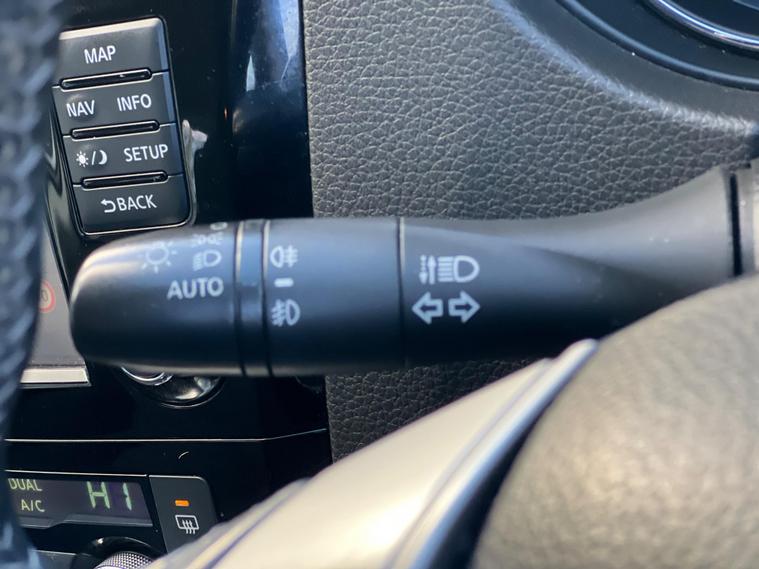 MAP
NAV INFO
SETUP
BACK
AUTO
DUAL
A/C
HI